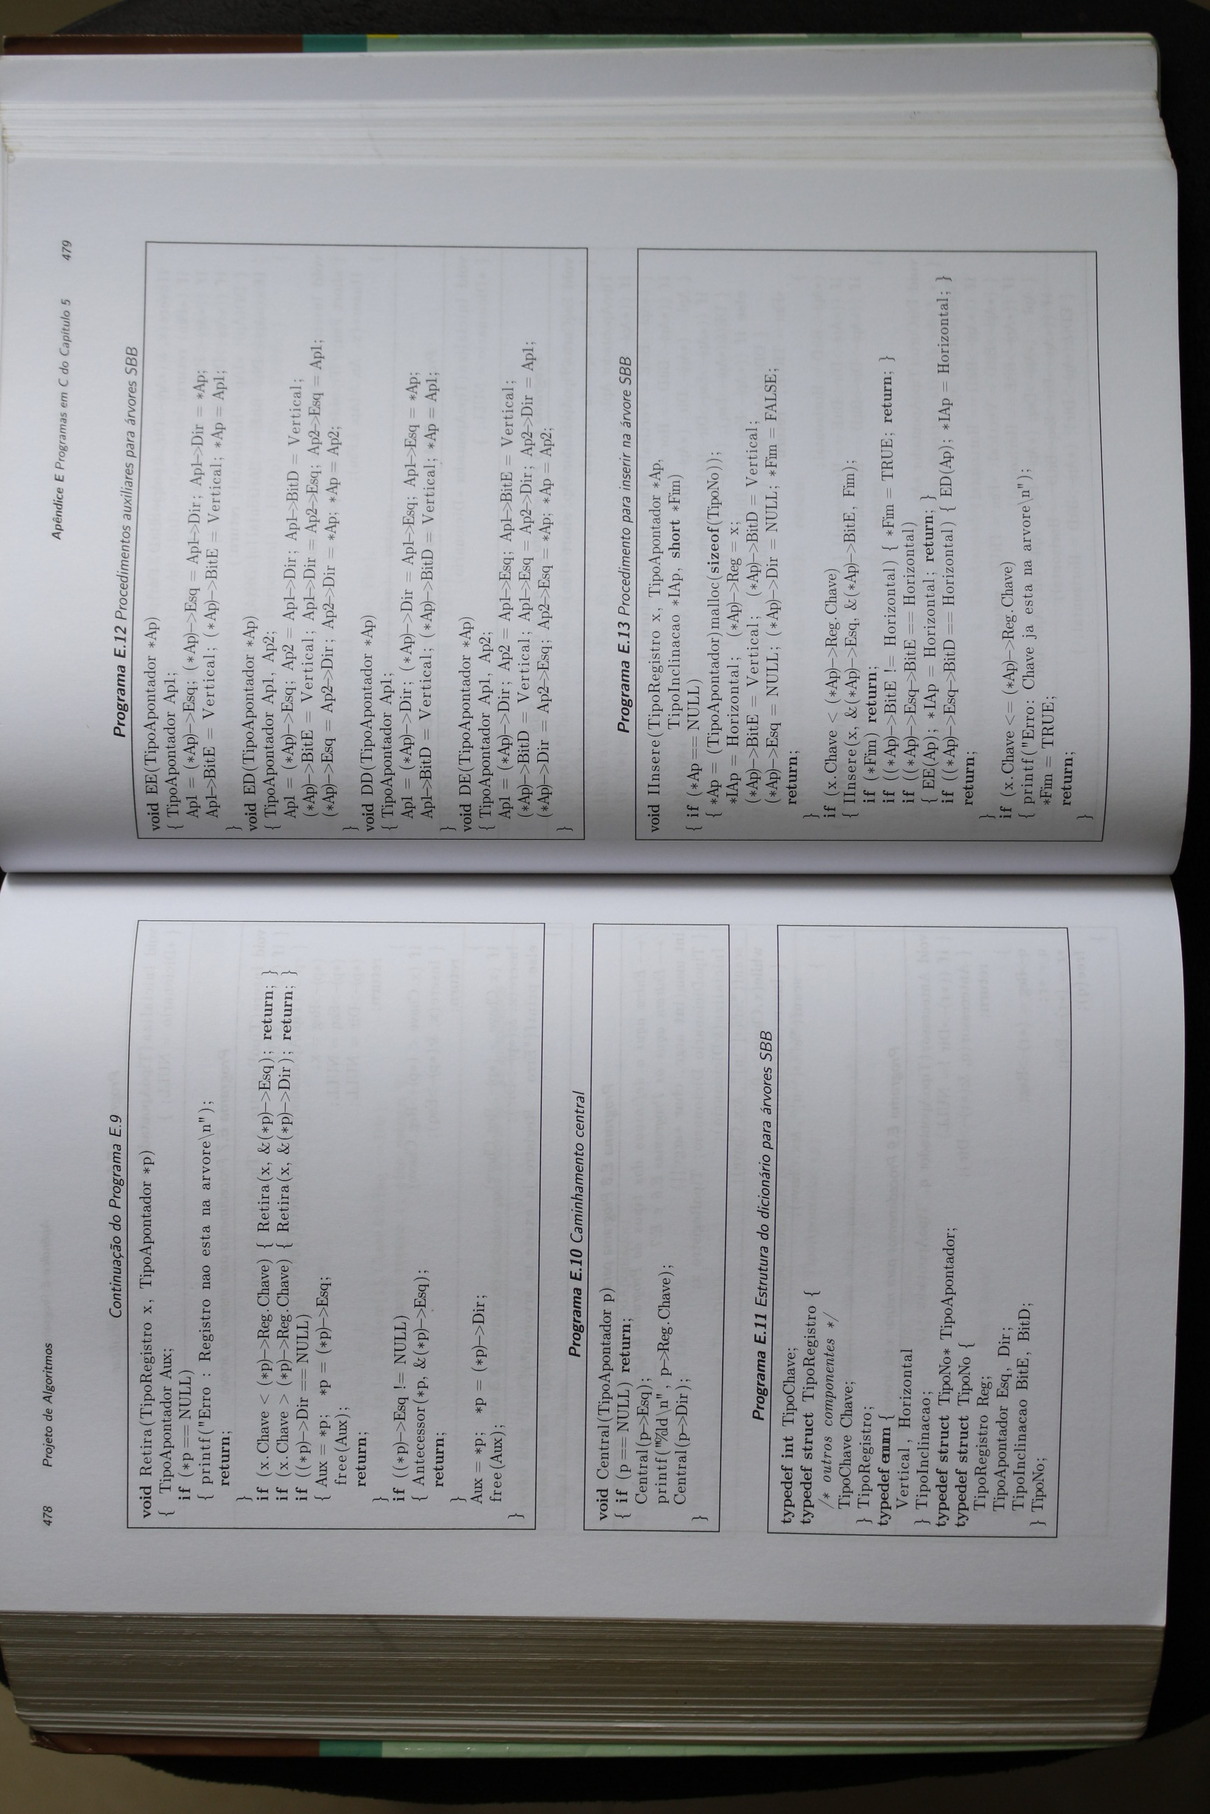 478 Projeto de Algoritmos
Continuação do Programa E.9
void Retira(TipoRegistro x, TipoApontador *p)
{ TipoApontador Aux;
if (*p == NULL)
{ printf("Erro : Registro nao esta na arvore\n");
return;
}
if (x.Chave < (*p)->Reg.Chave) { Retira(x, &(*p)->Esq); return; }
if (x.Chave > (*p)->Reg.Chave) { Retira(x, &(*p)->Dir); return; }
if ((*p)->Dir == NULL)
{ Aux = *p; *p = (*p)->Esq;
free(Aux);
return;
}
if ((*p)->Esq != NULL)
{ Antecessor(*p, &(*p)->Esq);
return;
}
Aux = *p; *p = (*p)->Dir;
free(Aux);
}
Programa E.10 Caminhamento central
void Central(TipoApontador p)
{ if (p == NULL) return;
Central(p->Esq);
printf("%ld\n", p->Reg.Chave);
Central(p->Dir);
}
Programa E.11 Estrutura do dicionário para árvores SBB
typedef int TipoChave;
typedef struct TipoRegistro {
/* outros componentes */
TipoChave Chave;
} TipoRegistro;
typedef enum {
Vertical, Horizontal
} TipoInclinacao;
typedef struct TipoNo* TipoApontador;
typedef struct TipoNo {
TipoRegistro Reg;
TipoApontador Esq, Dir;
TipoInclinacao BitE, BitD;
} TipoNo;
Apêndice E Programas em C do Capítulo 5 479
Programa E.12 Procedimentos auxiliares para árvores SBB
void EE(TipoApontador *Ap)
{ TipoApontador Ap1;
Ap1 = (*Ap)->Esq; (*Ap)->Esq = Ap1->Dir; Ap1->Dir = *Ap;
Ap1->BitE = Vertical; (*Ap)->BitE = Vertical; *Ap = Ap1;
}
void ED(TipoApontador *Ap)
{ TipoApontador Ap1, Ap2;
Ap1 = (*Ap)->Esq; Ap2 = Ap1->Dir; Ap1->BitD = Vertical;
(*Ap)->BitE = Vertical; Ap1->Dir = Ap2->Esq; Ap2->Esq = Ap1;
(*Ap)->Esq = Ap2->Dir; Ap2->Dir = *Ap; *Ap = Ap2;
}
void DD(TipoApontador *Ap)
{ TipoApontador Ap1;
Ap1 = (*Ap)->Dir; (*Ap)->Dir = Ap1->Esq; Ap1->Esq = *Ap;
Ap1->BitD = Vertical; (*Ap)->BitD = Vertical; *Ap = Ap1;
}
void DE(TipoApontador *Ap)
{ TipoApontador Ap1, Ap2;
Ap1 = (*Ap)->Dir; Ap2 = Ap1->Esq; Ap1->BitE = Vertical;
(*Ap)->BitD = Vertical; Ap1->Esq = Ap2->Dir; Ap2->Dir = Ap1;
(*Ap)->Dir = Ap2->Esq; Ap2->Esq = *Ap; *Ap = Ap2;
}
Programa E.13 Procedimento para inserir na árvore SBB
void IInsere(TipoRegistro x, TipoApontador *Ap,
TipoInclinacao *IAp, short *Fim)
{ if (*Ap == NULL)
{ *Ap = (TipoApontador)malloc(sizeof(TipoNo));
*IAp = Horizontal; (*Ap)->Reg = x;
(*Ap)->BitE = Vertical; (*Ap)->BitD = Vertical;
(*Ap)->Esq = NULL; (*Ap)->Dir = NULL; *Fim = FALSE;
return;
}
if (x.Chave < (*Ap)->Reg.Chave)
{ IInsere(x, &(*Ap)->Esq, &(*Ap)->BitE, Fim);
if (*Fim) return;
if ((*Ap)->BitE != Horizontal) { *Fim = TRUE; return; }
if ((*Ap)->Esq->BitE == Horizontal)
{ EE(Ap); *IAp = Horizontal; return; }
if ((*Ap)->Esq->BitD == Horizontal) { ED(Ap); *IAp = Horizontal; }
return;
}
if (x.Chave <= (*Ap)->Reg.Chave)
{ printf("Erro: Chave ja esta na arvore\n");
*Fim = TRUE;
return;
}